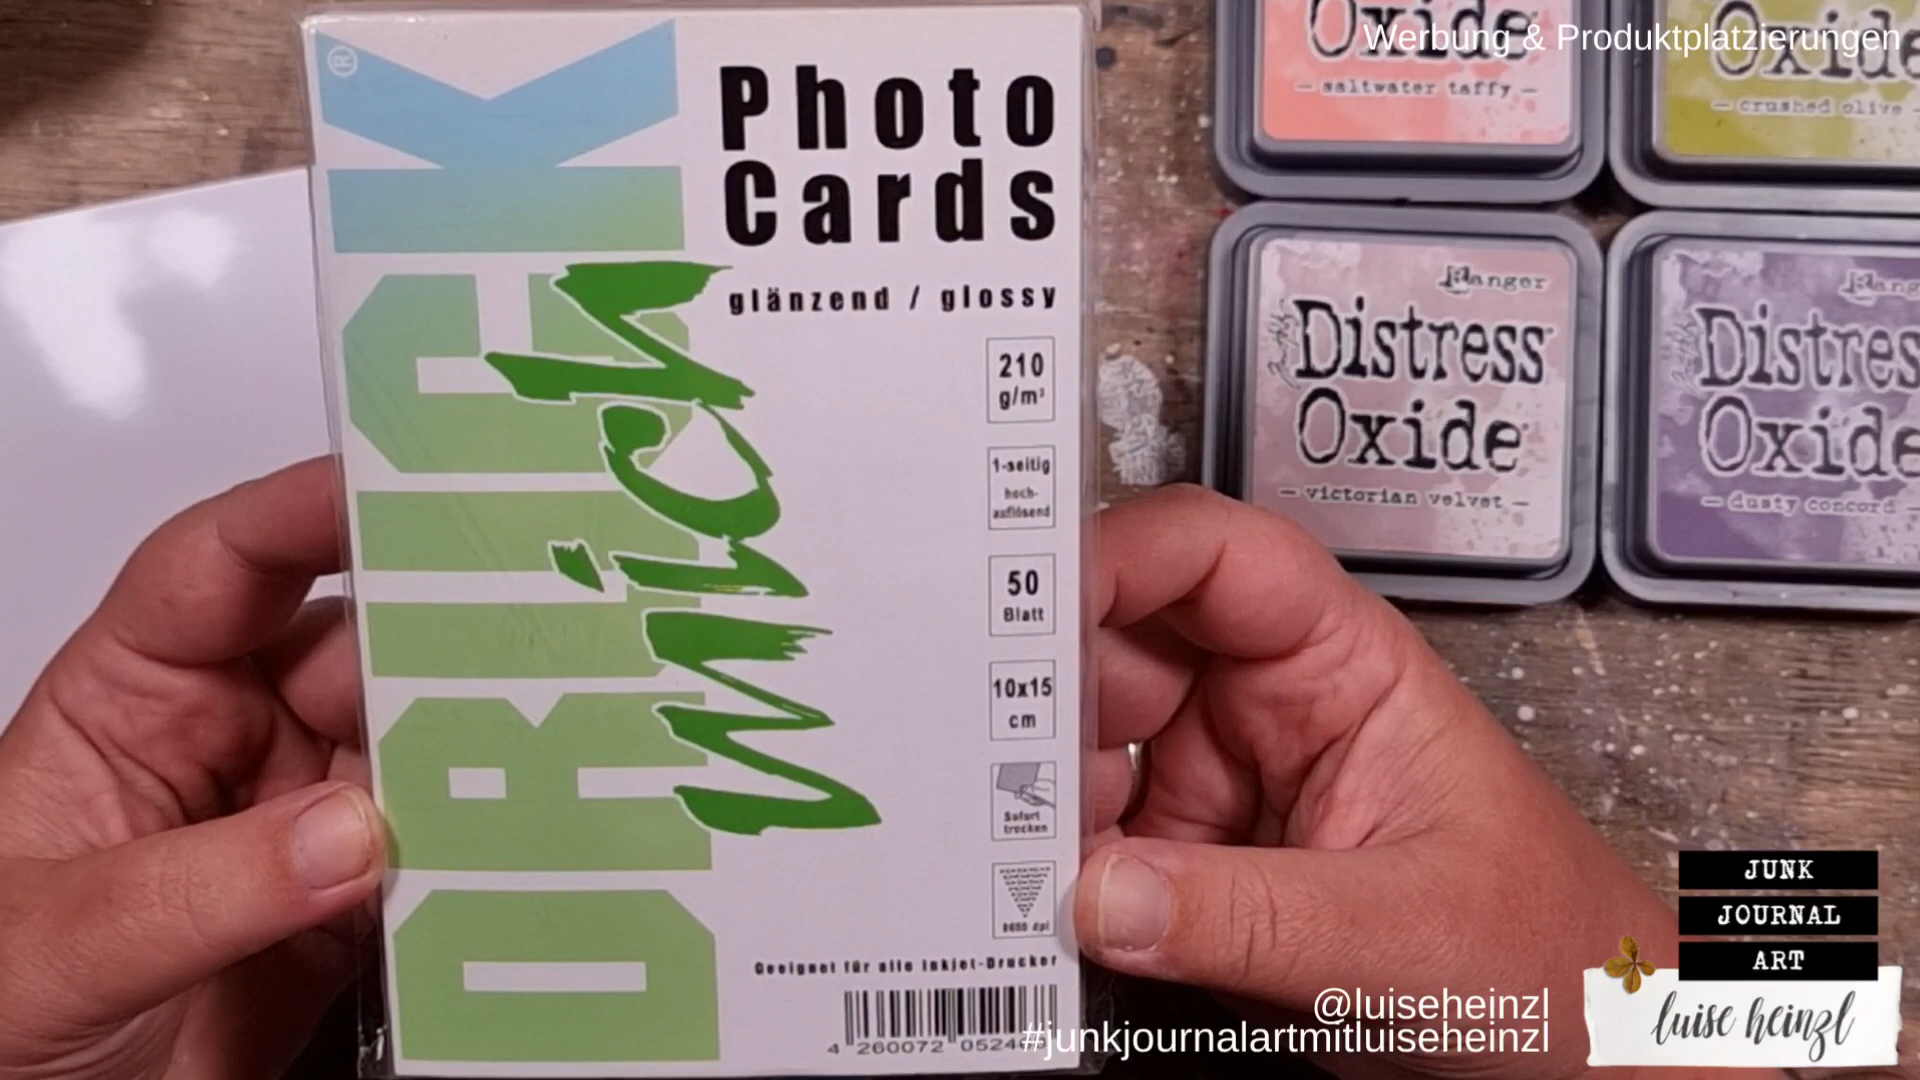 Werbung & Produktplatzierungen
DRUCK
mich
®
Photo
Cards
glänzend / glossy
210
g/m²
1-seitig
hoch-
auflösend
50
Blatt
10x15
cm
Sofort
trocken
Geeignet für alle Inkjet-Drucker
4 260072 0524
Oxide
— saltwater taffy —
Oxide
— crushed olive —
Ranger
Distress
Oxide
— victorian velvet —
Rang
Distres
Oxide
— dusty concord —
@luiseheinzl
#junkjournalartmitluiseheinzl
JUNK
JOURNAL
ART
luise heinzl